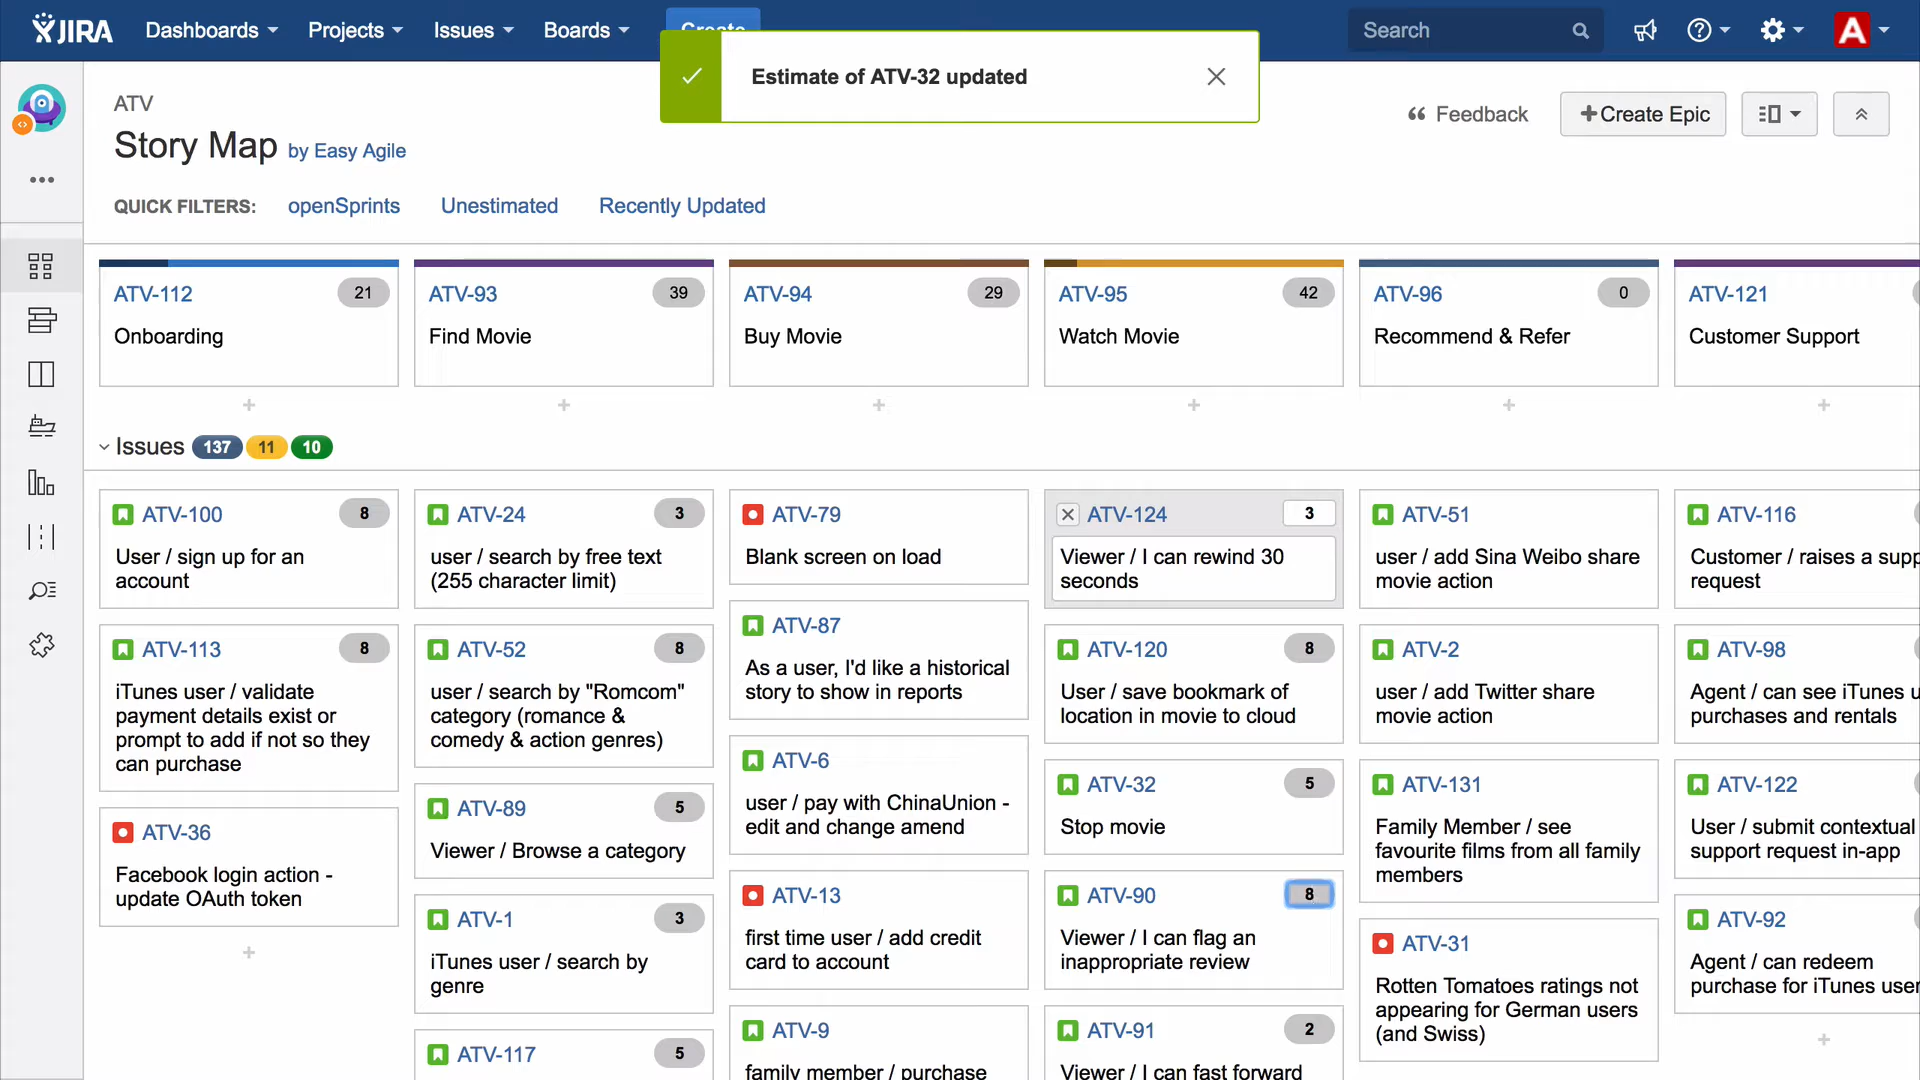 JIRA Dashboards Projects Issues Boards Create Search A
Estimate of ATV-32 updated
ATV
Story Map by Easy Agile
Feedback
+Create Epic
QUICK FILTERS: openSprints Unestimated Recently Updated
ATV-112 21
Onboarding
ATV-93 39
Find Movie
ATV-94 29
Buy Movie
ATV-95 42
Watch Movie
ATV-96 0
Recommend & Refer
ATV-121
Customer Support
Issues 137 11 10
ATV-100 8
User / sign up for an
account
ATV-113 8
iTunes user / validate
payment details exist or
prompt to add if not so they
can purchase
ATV-36
Facebook login action -
update OAuth token
ATV-24 3
user / search by free text
(255 character limit)
ATV-52 8
user / search by "Romcom"
category (romance &
comedy & action genres)
ATV-89 5
Viewer / Browse a category
ATV-1 3
iTunes user / search by
genre
ATV-117 5
ATV-79
Blank screen on load
ATV-87
As a user, I'd like a historical
story to show in reports
ATV-6
user / pay with ChinaUnion -
edit and change amend
ATV-13
first time user / add credit
card to account
ATV-9
family member / purchase
ATV-124 3
Viewer / I can rewind 30
seconds
ATV-120 8
User / save bookmark of
location in movie to cloud
ATV-32 5
Stop movie
ATV-90 8
Viewer / I can flag an
inappropriate review
ATV-91 2
Viewer / I can fast forward
ATV-51
user / add Sina Weibo share
movie action
ATV-2
user / add Twitter share
movie action
ATV-131
Family Member / see
favourite films from all family
members
ATV-31
Rotten Tomatoes ratings not
appearing for German users
(and Swiss)
ATV-116
Customer / raises a supp
request
ATV-98
Agent / can see iTunes u
purchases and rentals
ATV-122
User / submit contextual
support request in-app
ATV-92
Agent / can redeem
purchase for iTunes user